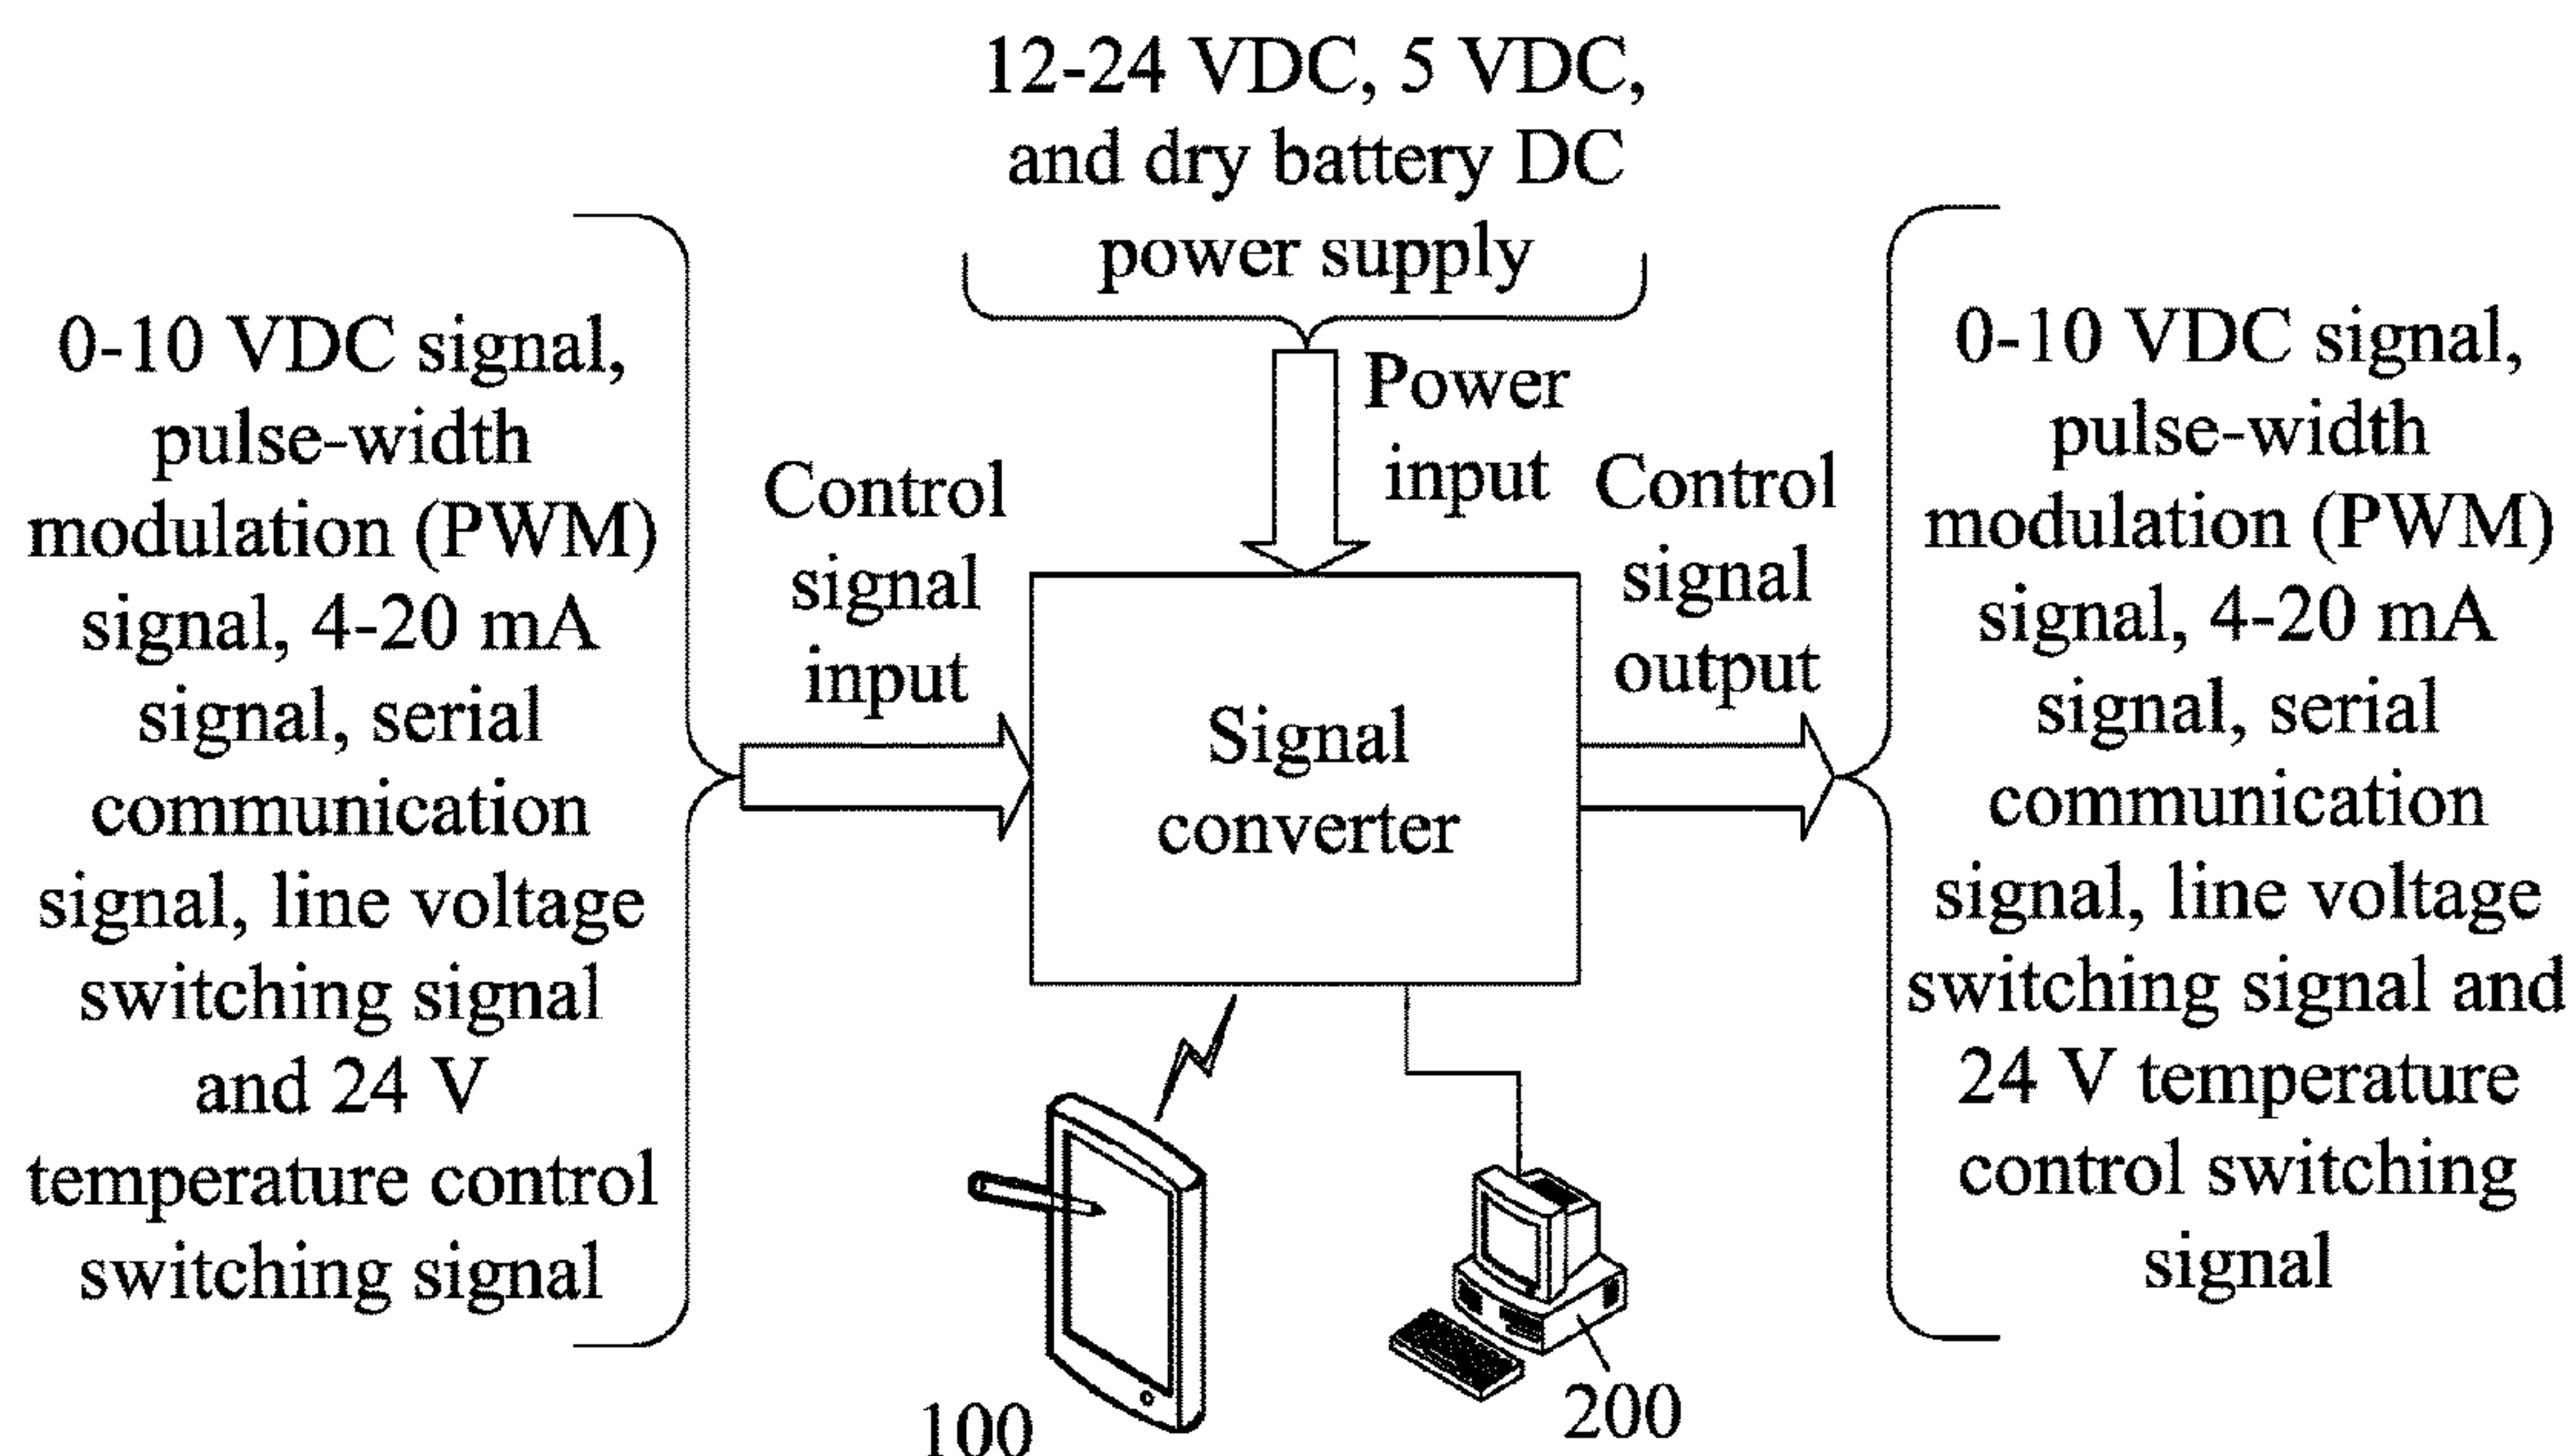 12-24 VDC, 5 VDC,
and dry battery DC
power supply
0-10 VDC signal,
pulse-width
modulation (PWM)
signal, 4-20 mA
signal, serial
communication
signal, line voltage
switching signal
and 24 V
temperature control
switching signal
Control
signal
input
Power
input
Signal
converter
Control
signal
output
0-10 VDC signal,
pulse-width
modulation (PWM)
signal, 4-20 mA
signal, serial
communication
signal, line voltage
switching signal and
24 V temperature
control switching
signal
100
200